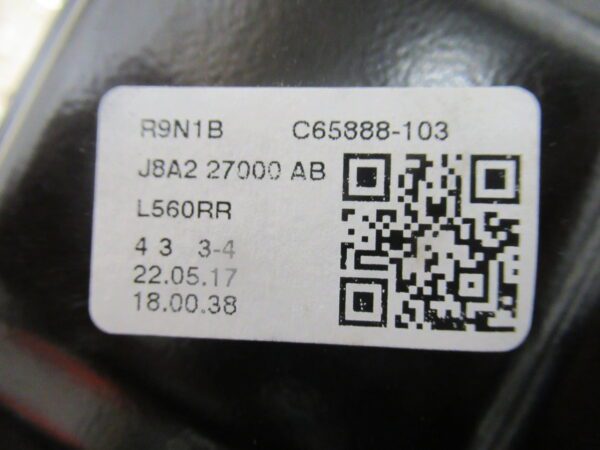 R9N1B C65888-103
J8A2 27000 AB
L560RR
4 3 3-4
22.05.17
18.00.38